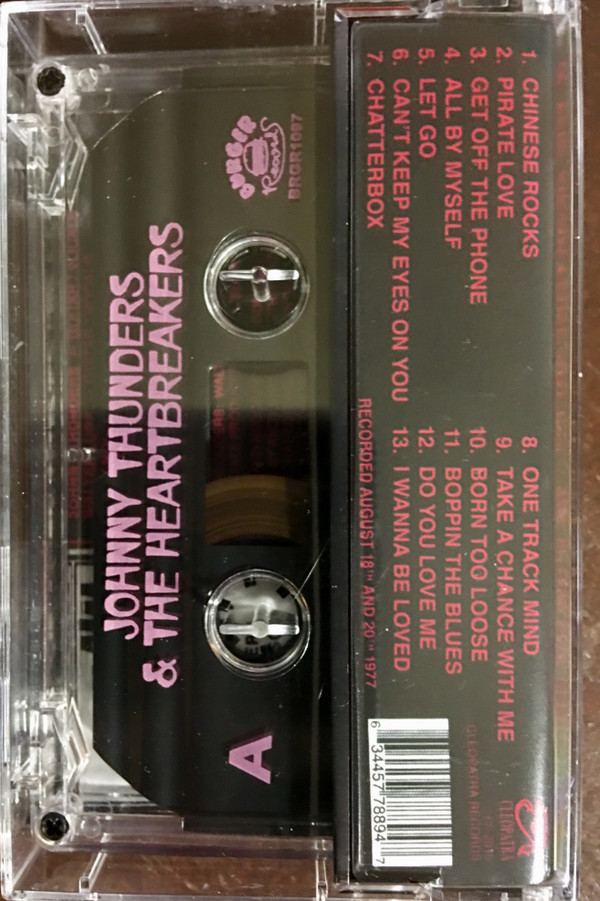 1. CHINESE ROCKS
2. PIRATE LOVE
3. GET OFF THE PHONE
4. ALL BY MYSELF
5. LET GO
6. CAN'T KEEP MY EYES ON YOU
7. CHATTERBOX
8. ONE TRACK MIND
9. TAKE A CHANCE WITH ME
10. BORN TOO LOOSE
11. BOPPIN THE BLUES
12. DO YOU LOVE ME
13. I WANNA BE LOVED
RECORDED AUGUST 18TH AND 20TH 1977
CLEOPATRA
6 34457 78894 7
BURGER
Records
BRGR1097
JOHNNY THUNDERS
& THE HEARTBREAKERS
A